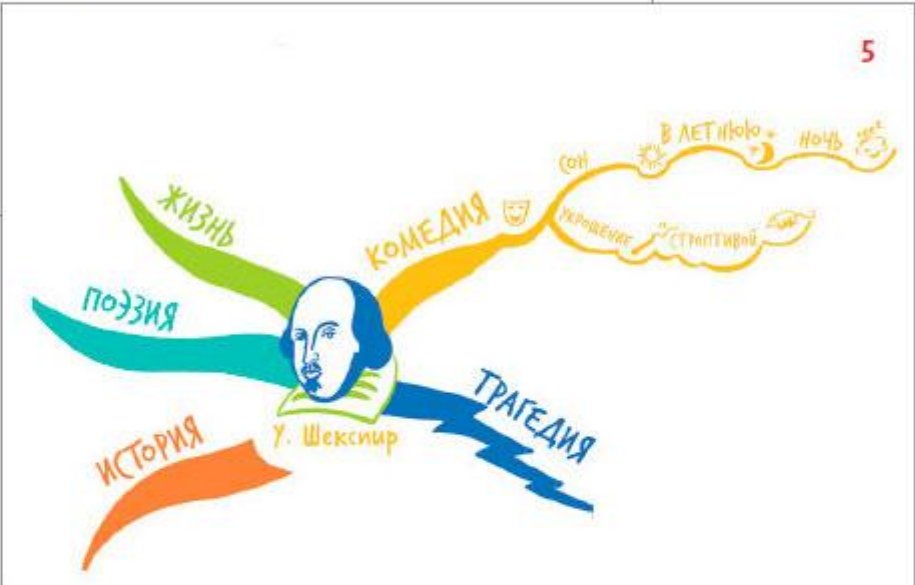 5
ЖИЗНЬ
ПОЭЗИЯ
ИСТОРИЯ
У. Шекспир
КОМЕДИЯ
СОН В ЛЕТНЮЮ НОЧЬ
УКРОЩЕНИЕ СТРОПТИВОЙ
ТРАГЕДИЯ